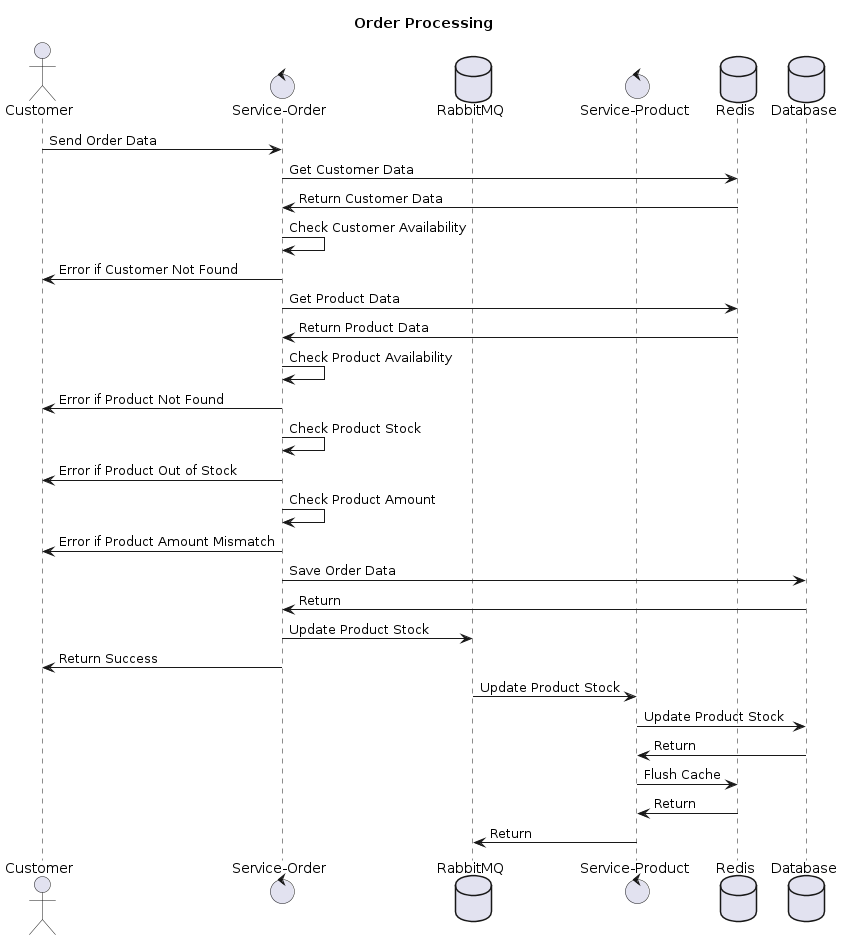 Order Processing
Customer
Service-Order
RabbitMQ
Service-Product
Redis
Database
Send Order Data
Get Customer Data
Return Customer Data
Check Customer Availability
Error if Customer Not Found
Get Product Data
Return Product Data
Check Product Availability
Error if Product Not Found
Check Product Stock
Error if Product Out of Stock
Check Product Amount
Error if Product Amount Mismatch
Save Order Data
Return
Update Product Stock
Return Success
Update Product Stock
Update Product Stock
Return
Flush Cache
Return
Return
Customer
Service-Order
RabbitMQ
Service-Product
Redis
Database